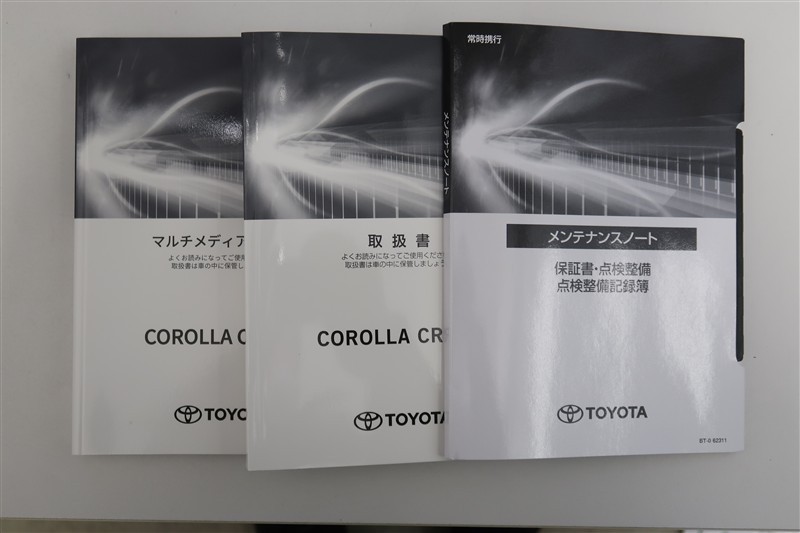 マルチメディア
よくお読みになってご使用
取扱書は車の中に保管し
COROLLA C
TOYOTA
取扱書
よくお読みになってご使用くださ
取扱書は車の中に保管しましょう
COROLLA CR
TOYOTA
メンテナンスノート
常時携行
メンテナンスノート
保証書・点検整備
点検整備記録簿
TOYOTA
BT-0 62311